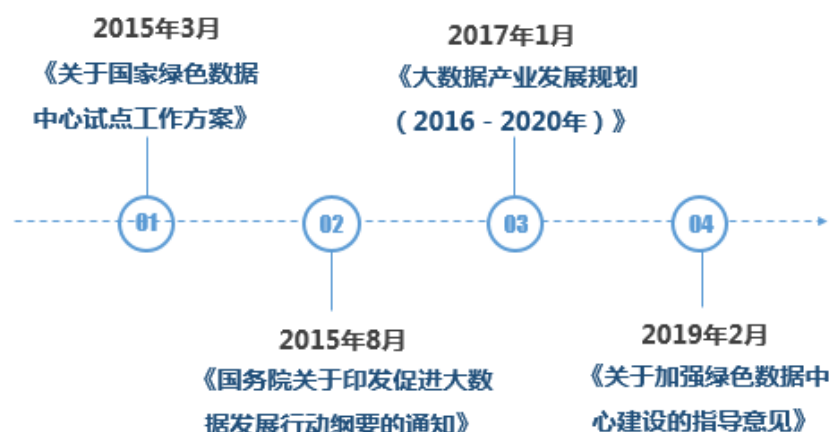 2015年3月
《关于国家绿色数据
中心试点工作方案》
2017年1月
《大数据产业发展规划
（2016 - 2020年）》
01
02
03
04
2015年8月
《国务院关于印发促进大数
据发展行动纲要的通知》
2019年2月
《关于加强绿色数据中
心建设的指导意见》